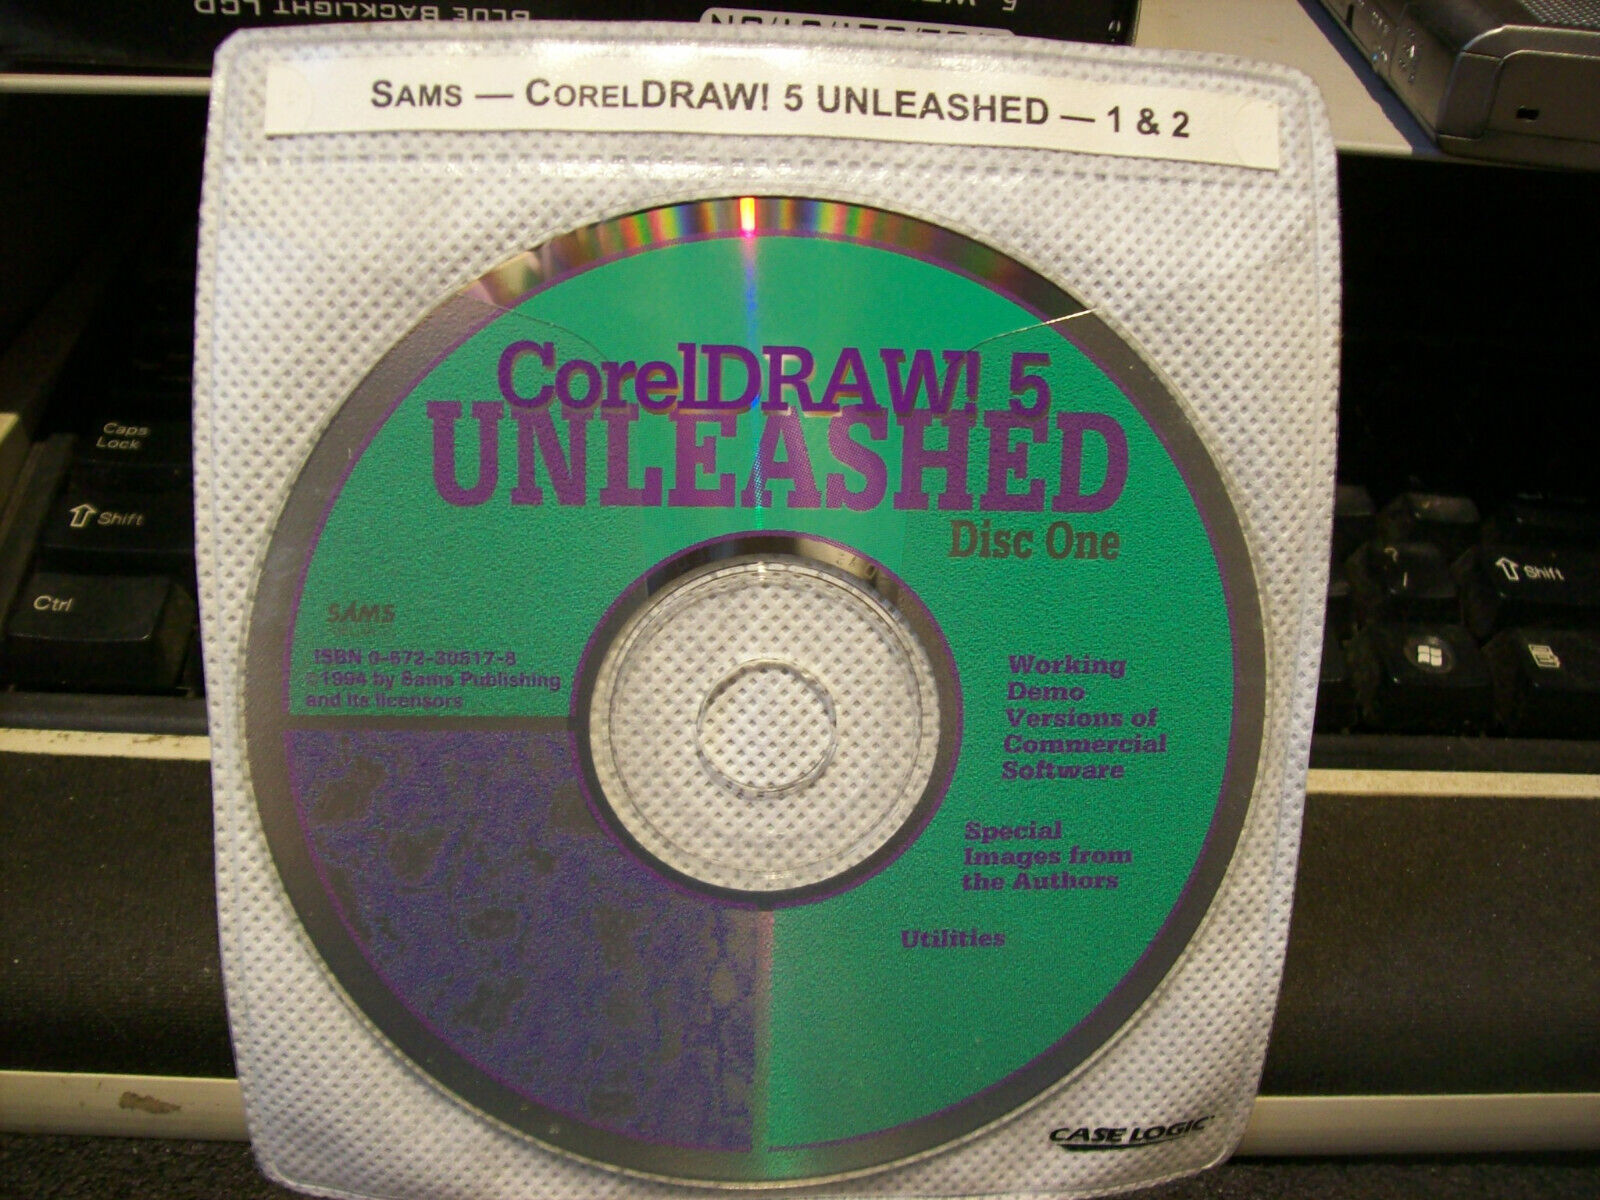 BLUE BACKLIGHT LCD
SAMS — CORELDRAW! 5 UNLEASHED — 1 & 2
CorelDRAW! 5
UNLEASHED
Disc One
SAMS
ISBN 0-672-30517-8
©1994 by Sams Publishing
and its licensors
Working
Demo
Versions of
Commercial
Software
Special
Images from
the Authors
Utilities
CASE LOGIC
Caps
Lock
Shift
Ctrl
Shift